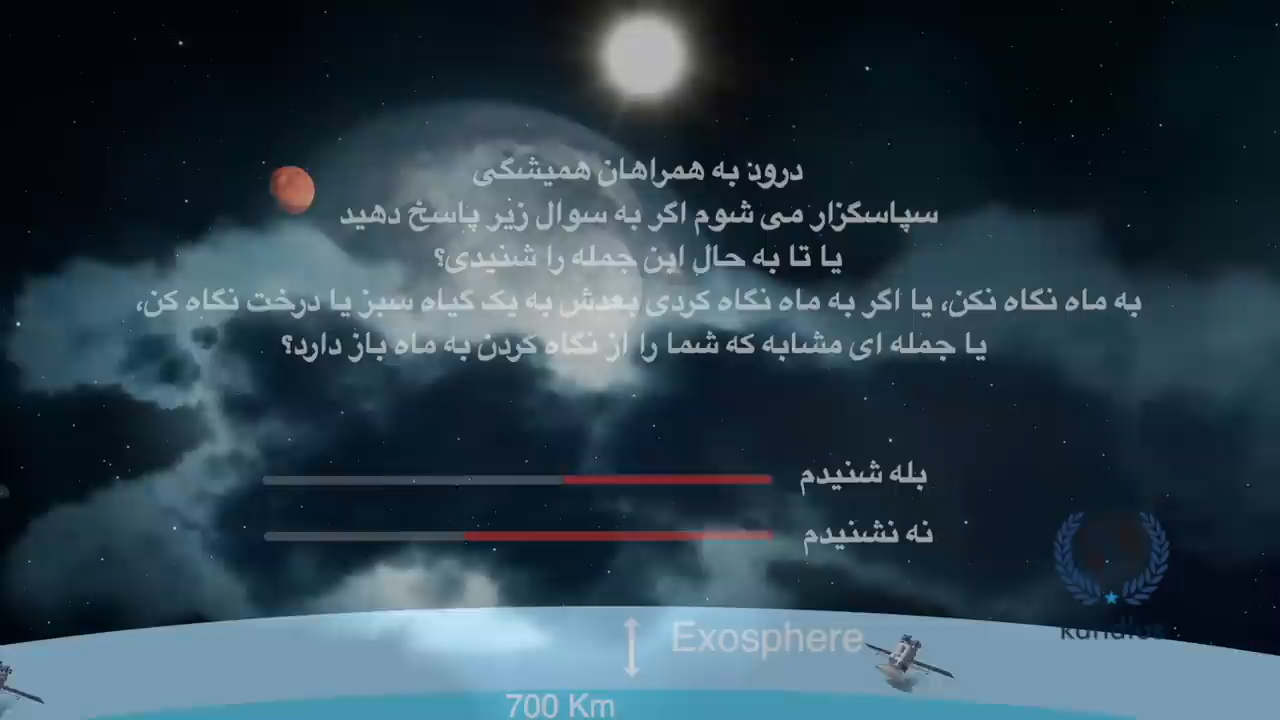 درود به همراهان همیشگی
سپاسگزار می شوم اگر به سوال زیر پاسخ دهید
یا تا به حال این جمله را شنیدی؟
به ماه نگاه نکن، یا اگر به ماه نگاه کردی بعدش به یک گیاه سبز یا درخت نگاه کن،
یا جمله ای مشابه که شما را از نگاه کردن به ماه باز دارد؟
بله شنیدم
نه نشنیدم
Exosphere
700 Km